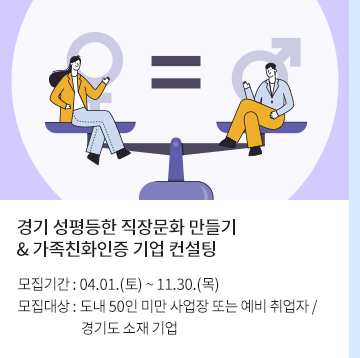 경기 성평등한 직장문화 만들기
& 가족친화인증 기업 컨설팅
모집기간 : 04.01.(토) ~ 11.30.(목)
모집대상 : 도내 50인 미만 사업장 또는 예비 취업자 /
경기도 소재 기업